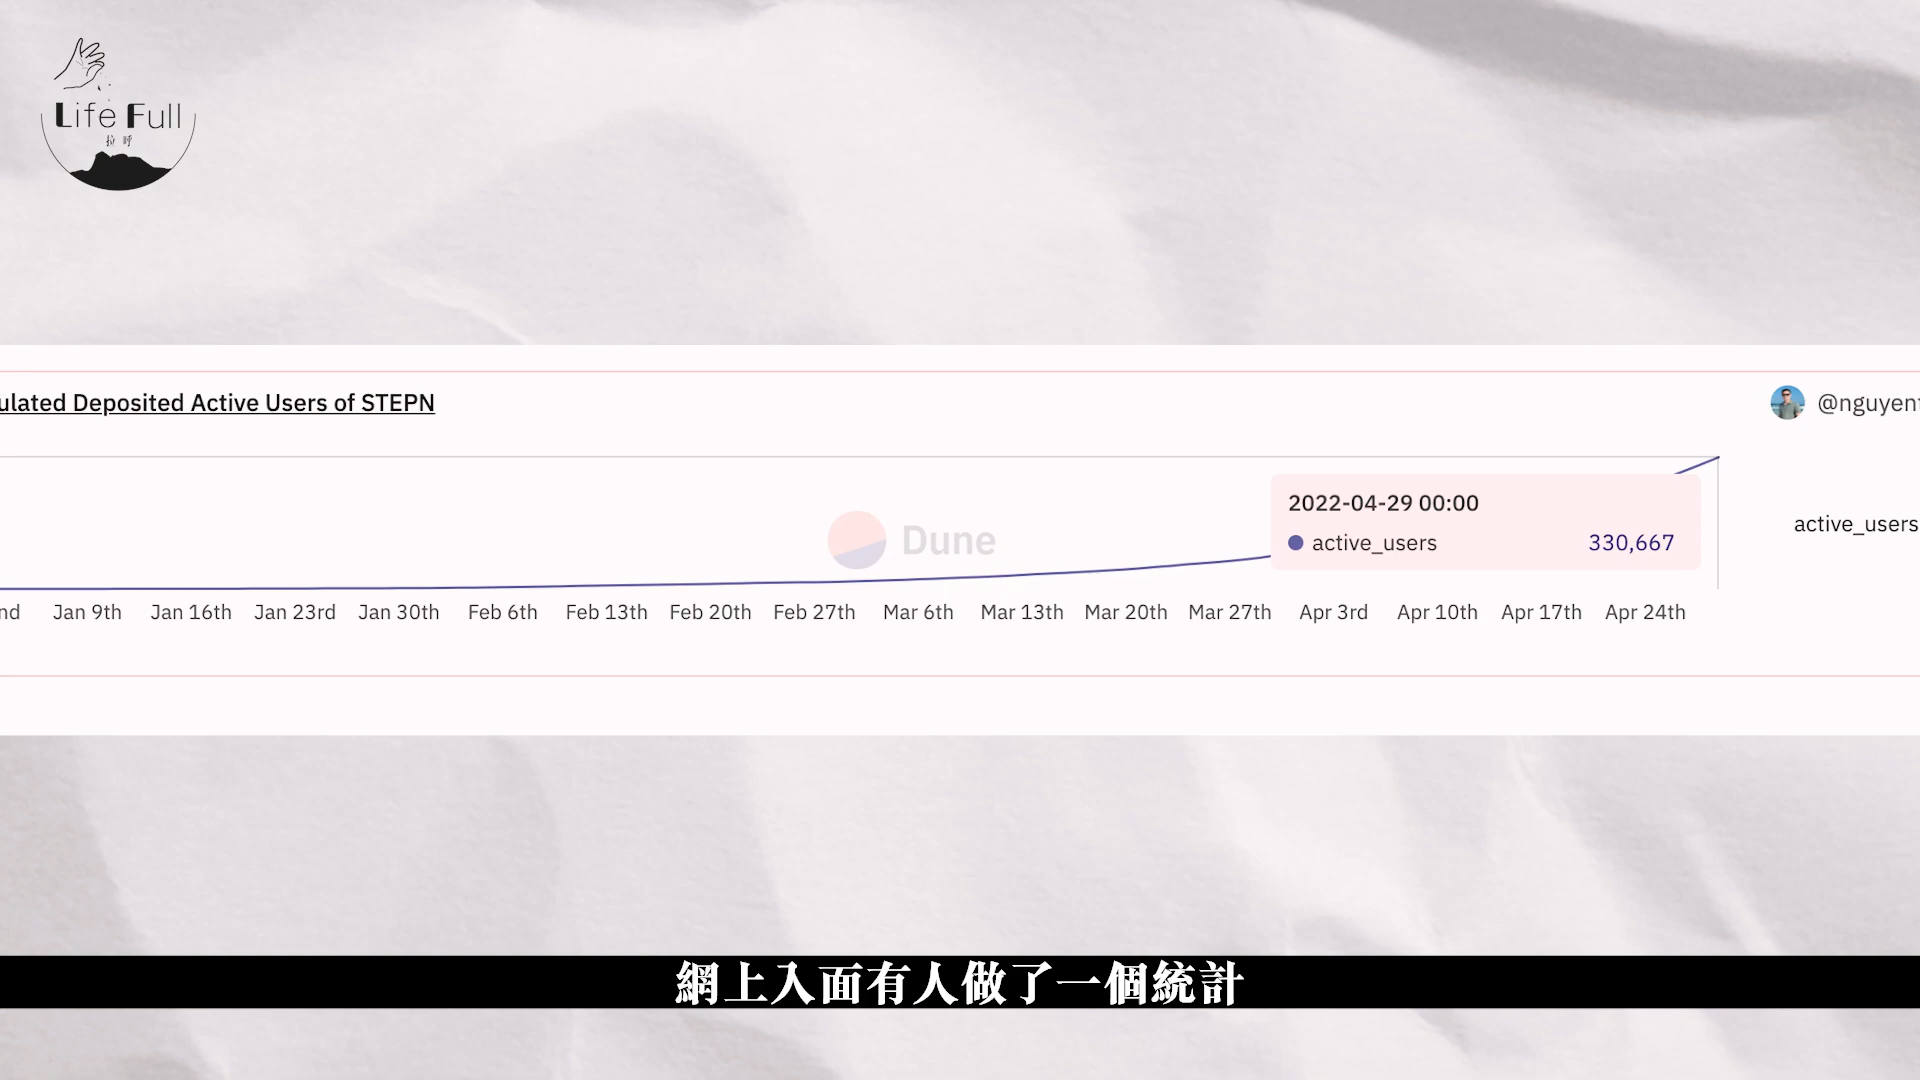 Life Full
拉 呼
ulated Deposited Active Users of STEPN
@nguyent
Dune
2022-04-29 00:00
active_users 330,667
active_users
nd Jan 9th Jan 16th Jan 23rd Jan 30th Feb 6th Feb 13th Feb 20th Feb 27th Mar 6th Mar 13th Mar 20th Mar 27th Apr 3rd Apr 10th Apr 17th Apr 24th
網上入面有人做了一個統計